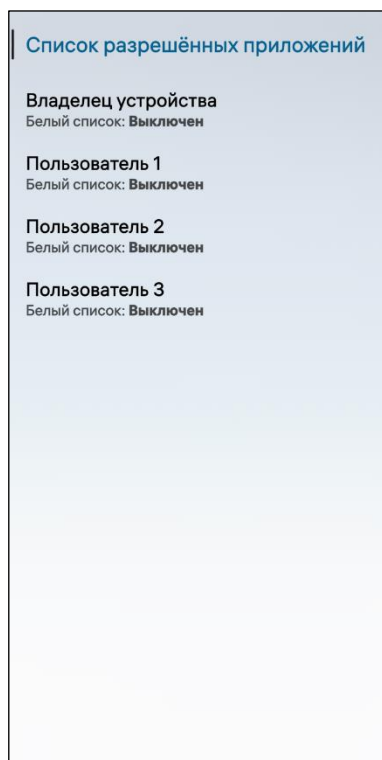 Список разрешённых приложений
Владелец устройства
Белый список: Выключен
Пользователь 1
Белый список: Выключен
Пользователь 2
Белый список: Выключен
Пользователь 3
Белый список: Выключен